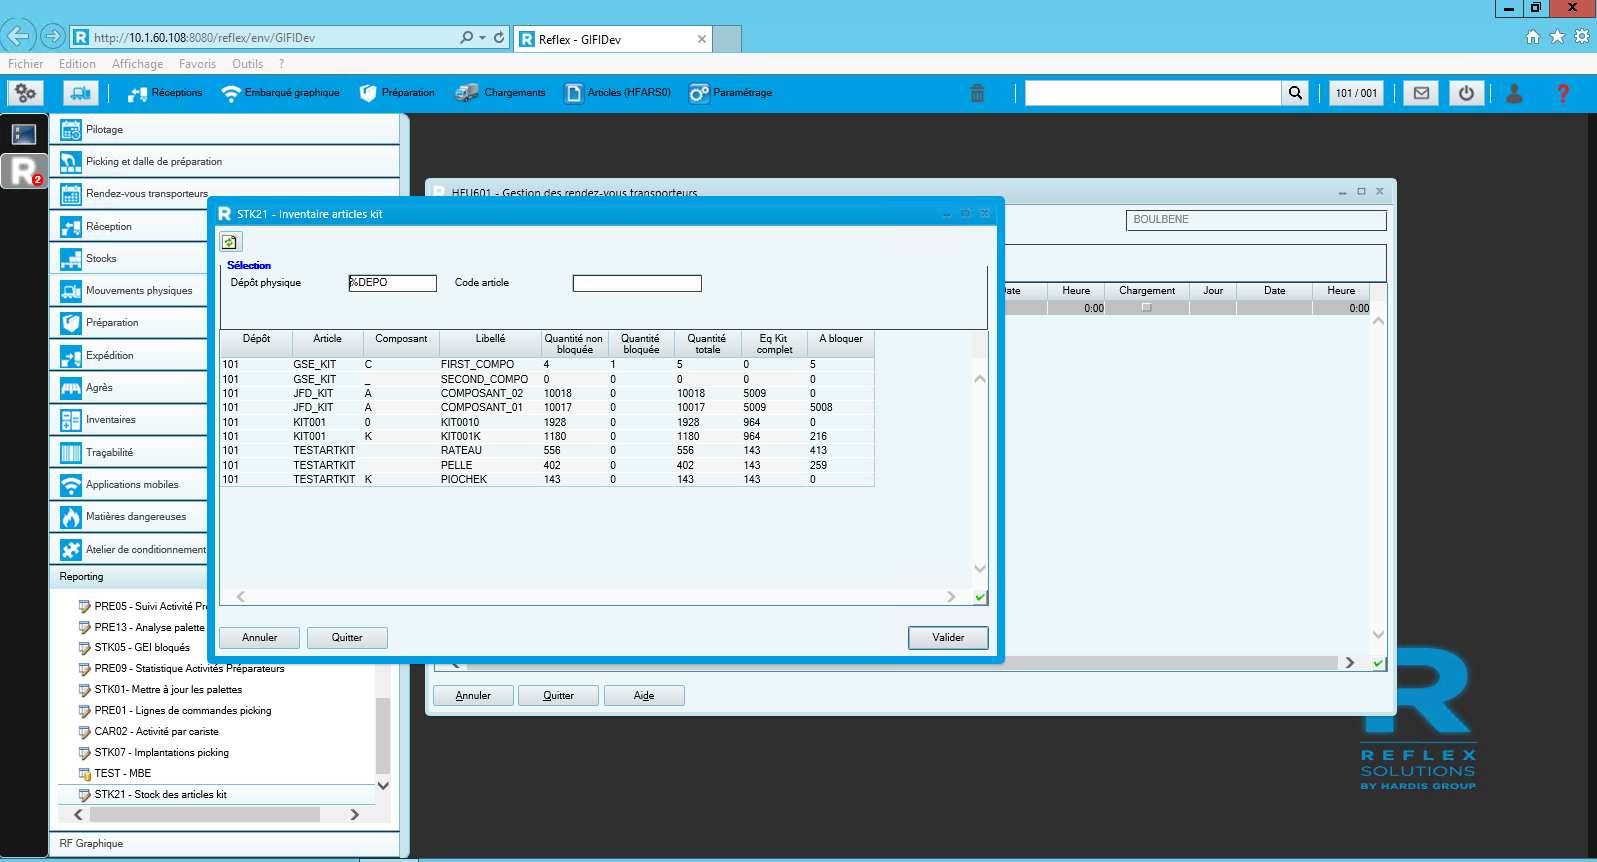 http://10.1.60.108:8080/reflex/env/GIFIDev
Reflex - GIFIDev
Fichier Edition Affichage Favoris Outils ?
Réceptions Embarqué graphique Préparation Chargements Articles (HFARS0) Paramétrage 101 / 001 ?
R 2
Pilotage
Picking et dalle de préparation
Rendez-vous transporteurs
Réception
Stocks
Mouvements physiques
Préparation
Expédition
Agrès
Inventaires
Traçabilité
Applications mobiles
Matières dangereuses
Atelier de conditionnement
Reporting
PRE05 - Suivi Activité Pr
PRE13 - Analyse palette
STK05 - GEI bloqués
PRE09 - Statistique Activités Préparateurs
STK01- Mettre à jour les palettes
PRE01 - Lignes de commandes picking
CAR02 - Activité par cariste
STK07 - Implantations picking
TEST - MBE
STK21 - Stock des articles kit
RF Graphique
HFU601 - Gestion des rendez-vous transporteurs
BOULBENE
Date Heure Chargement Jour Date Heure
0:00 0:00
Annuler Quitter Aide
STK21 - Inventaire articles kit
Sélection
Dépôt physique %DEPO Code article
Dépôt Article Composant Libellé Quantité non bloquée Quantité bloquée Quantité totale Eq Kit complet A bloquer
101 GSE_KIT C FIRST_COMPO 4 1 5 0 5
101 GSE_KIT _ SECOND_COMPO 0 0 0 0 0
101 JFD_KIT A COMPOSANT_02 10018 0 10018 5009 0
101 JFD_KIT A COMPOSANT_01 10017 0 10017 5009 5008
101 KIT001 0 KIT0010 1928 0 1928 964 0
101 KIT001 K KIT001K 1180 0 1180 964 216
101 TESTARTKIT RATEAU 556 0 556 143 413
101 TESTARTKIT PELLE 402 0 402 143 259
101 TESTARTKIT K PIOCHEK 143 0 143 143 0
Annuler Quitter Valider
REFLEX
SOLUTIONS
BY HARDIS GROUP